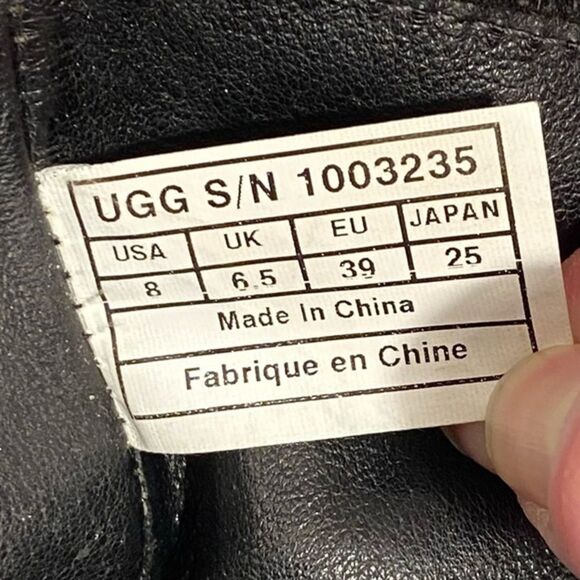 UGG S/N 1003235
USA UK EU JAPAN
8 6.5 39 25
Made In China
Fabrique en Chine